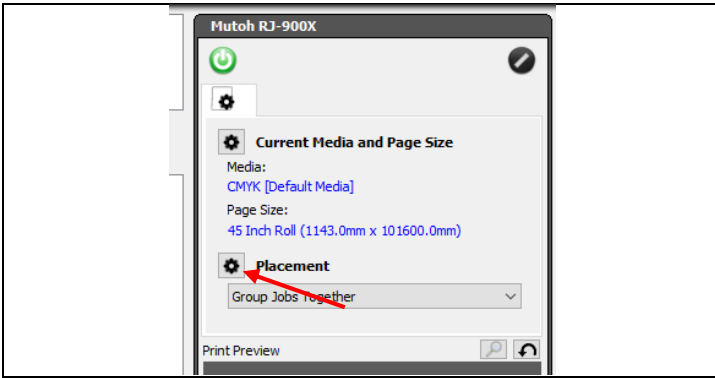 Mutoh RJ-900X
Current Media and Page Size
Media:
CMYK [Default Media]
Page Size:
45 Inch Roll (1143.0mm x 101600.0mm)
Placement
Group Jobs Together
Print Preview